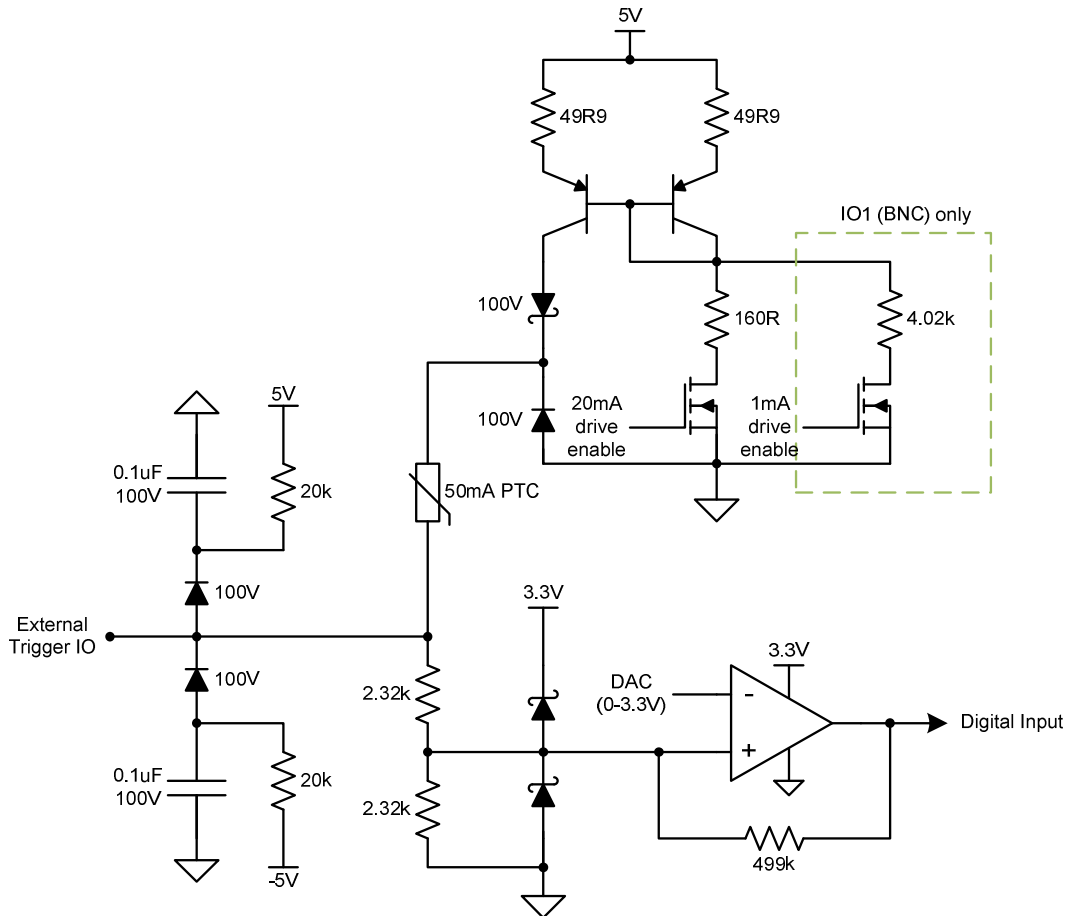 5V
49R9
49R9
IO1 (BNC) only
100V
160R
4.02k
5V
100V
20mA
drive
enable
1mA
drive
enable
0.1uF
100V
20k
50mA PTC
100V
3.3V
External
Trigger IO
3.3V
100V
2.32k
DAC
(0-3.3V)
-
+
Digital Input
0.1uF
100V
20k
2.32k
499k
-5V